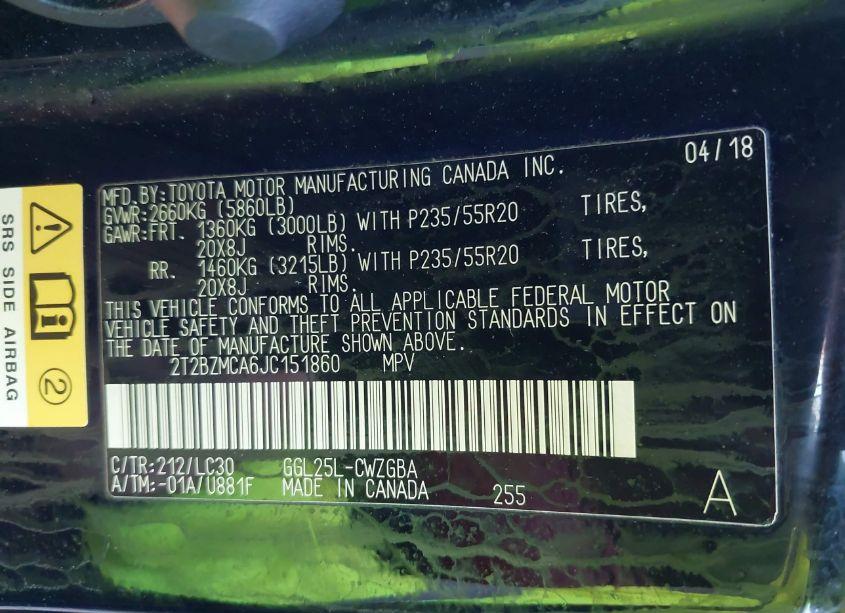 04/18
MFD.BY:TOYOTA MOTOR MANUFACTURING CANADA INC.
GVWR:2660KG (5860LB)
GAWR:FRT. 1360KG (3000LB) WITH P235/55R20 TIRES,
20X8J RIMS.
RR. 1460KG (3215LB) WITH P235/55R20 TIRES,
20X8J RIMS.
THIS VEHICLE CONFORMS TO ALL APPLICABLE FEDERAL MOTOR
VEHICLE SAFETY AND THEFT PREVENTION STANDARDS IN EFFECT ON
THE DATE OF MANUFACTURE SHOWN ABOVE.
2T2BZMCA6JC151860 MPV
C/TR:212/LC30 GGL25L-CWZGBA
A/TM:-01A/U881F MADE IN CANADA 255 A
SRS SIDE AIRBAG
2